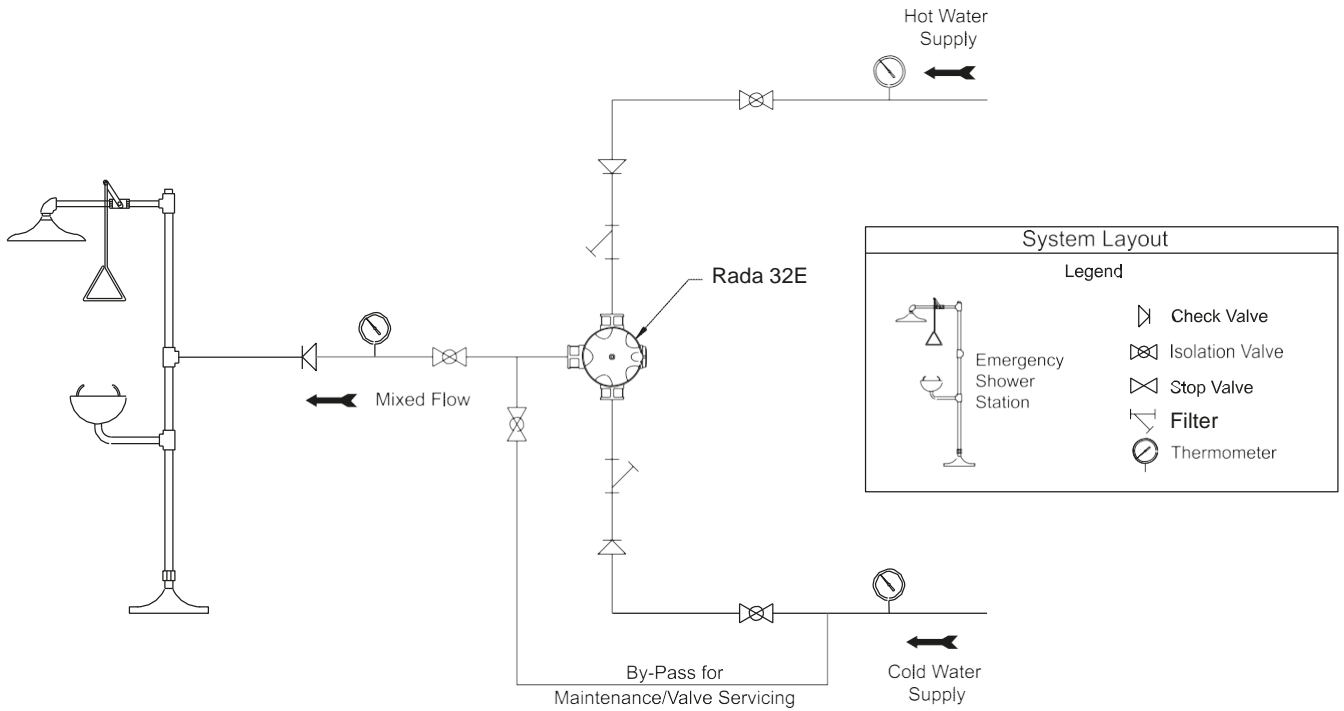 Hot Water
Supply
Rada 32E
Mixed Flow
By-Pass for
Maintenance/Valve Servicing
Cold Water
Supply
System Layout
Legend
Emergency
Shower
Station
Check Valve
Isolation Valve
Stop Valve
Filter
Thermometer